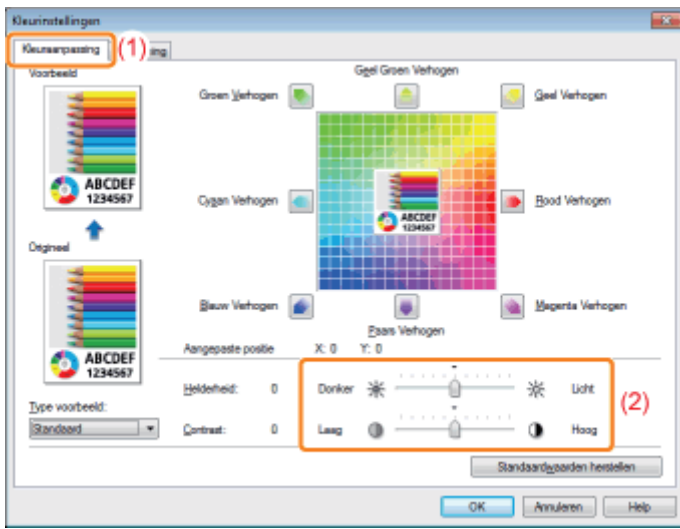 Kleurinstellingen
Kleuraanpassing (1) ing
Voorbeeld
Geel Groen Verhogen
Groen Verhogen
Geel Verhogen
ABCDEF
1234567
Cyaan Verhogen
ABCDEF
1234567
Rood Verhogen
Origineel
Blauw Verhogen
Magenta Verhogen
Paars Verhogen
ABCDEF
1234567
Aangepaste positie X: 0 Y: 0
Helderheid: 0 Donker Licht
(2)
Type voorbeeld:
Standaard
Contrast: 0 Laag Hoog
Standaardwaarden herstellen
OK Annuleren Help